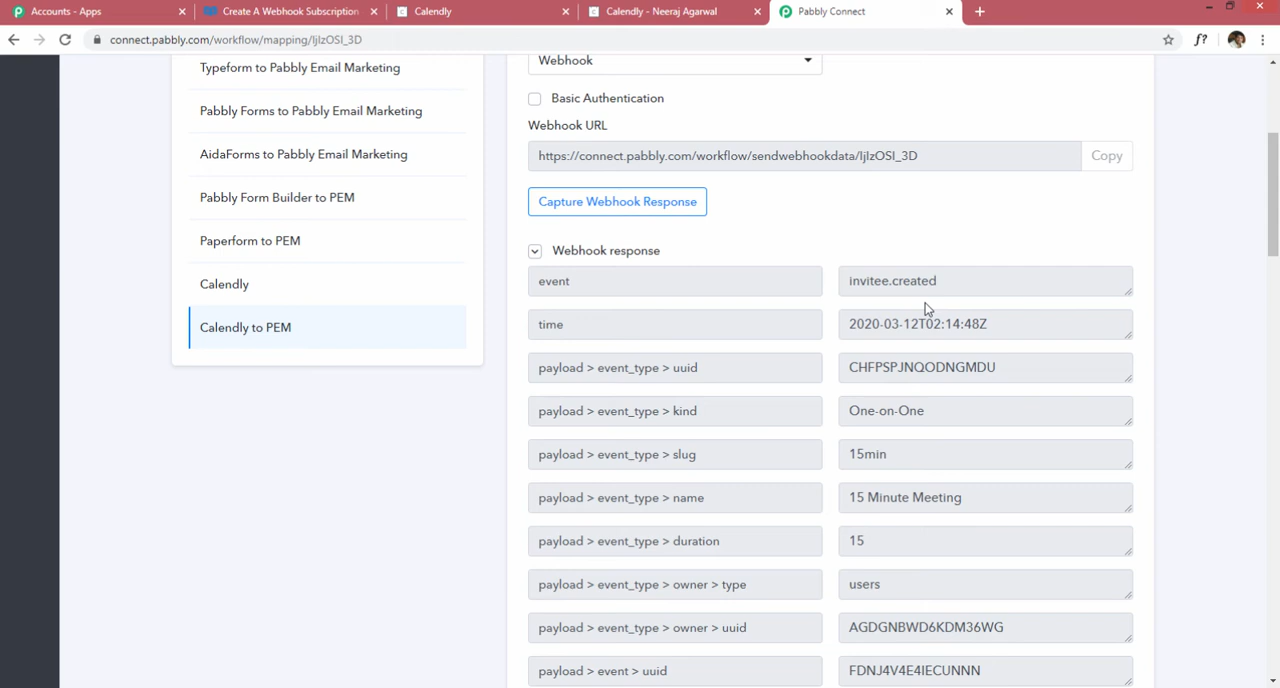 Accounts - Apps
Create A Webhook Subscription
Calendly
Calendly - Neeraj Agarwal
Pabbly Connect
connect.pabbly.com/workflow/mapping/IjIzOSI_3D
f?
Typeform to Pabbly Email Marketing
Pabbly Forms to Pabbly Email Marketing
AidaForms to Pabbly Email Marketing
Pabbly Form Builder to PEM
Paperform to PEM
Calendly
Calendly to PEM
Webhook
Basic Authentication
Webhook URL
https://connect.pabbly.com/workflow/sendwebhookdata/IjIzOSI_3D
Copy
Capture Webhook Response
Webhook response
event
invitee.created
time
2020-03-12T02:14:48Z
payload > event_type > uuid
CHFPSPJNQODNGMDU
payload > event_type > kind
One-on-One
payload > event_type > slug
15min
payload > event_type > name
15 Minute Meeting
payload > event_type > duration
15
payload > event_type > owner > type
users
payload > event_type > owner > uuid
AGDGNBWD6KDM36WG
payload > event > uuid
FDNJ4V4E4IECUNNN